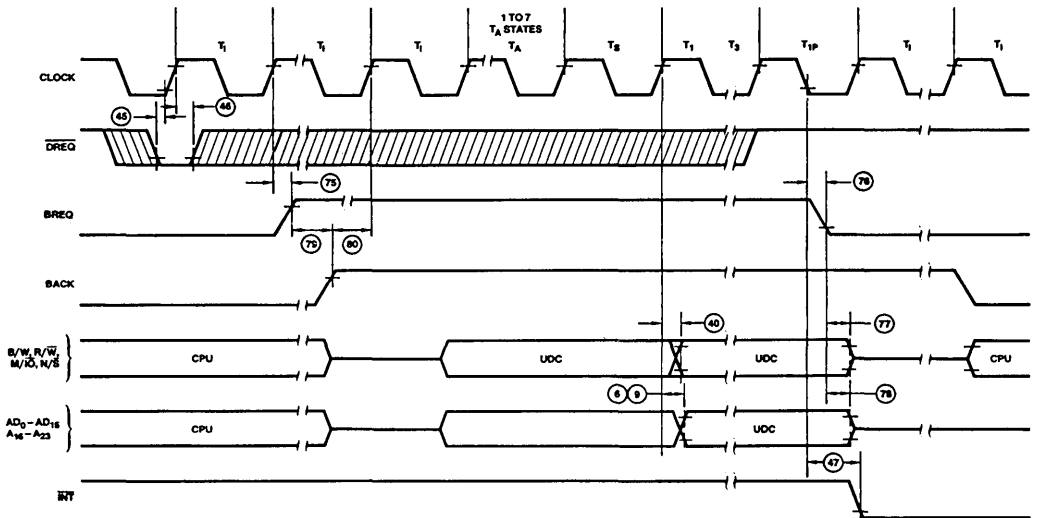 1 TO 7
TA STATES
TI TI TI TA TS T1 T3 T1P TI TI
CLOCK
45 46
DREQ
75 76
BREQ
79 80
BACK
40 77
B/W, R/W,
M/IO, N/S
CPU UDC UDC CPU
6 9 78
AD0–AD15
A16–A23
CPU UDC
47
INT